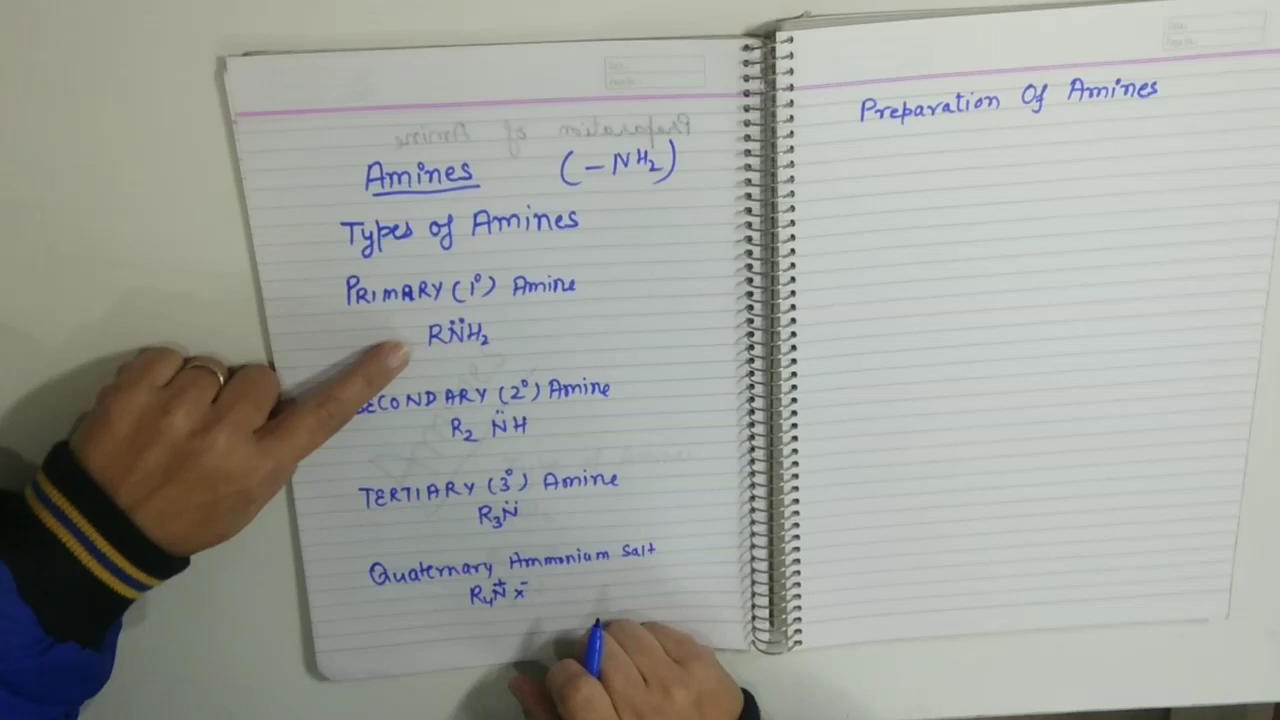 Amines (-NH₂)
Types of Amines
PRIMARY (1°) Amine
RN̈H₂
SECONDARY (2°) Amine
R₂ N̈H
TERTIARY (3°) Amine
R₃N̈
Quaternary Ammonium Salt
R₄N⁺ x⁻
Preparation Of Amines